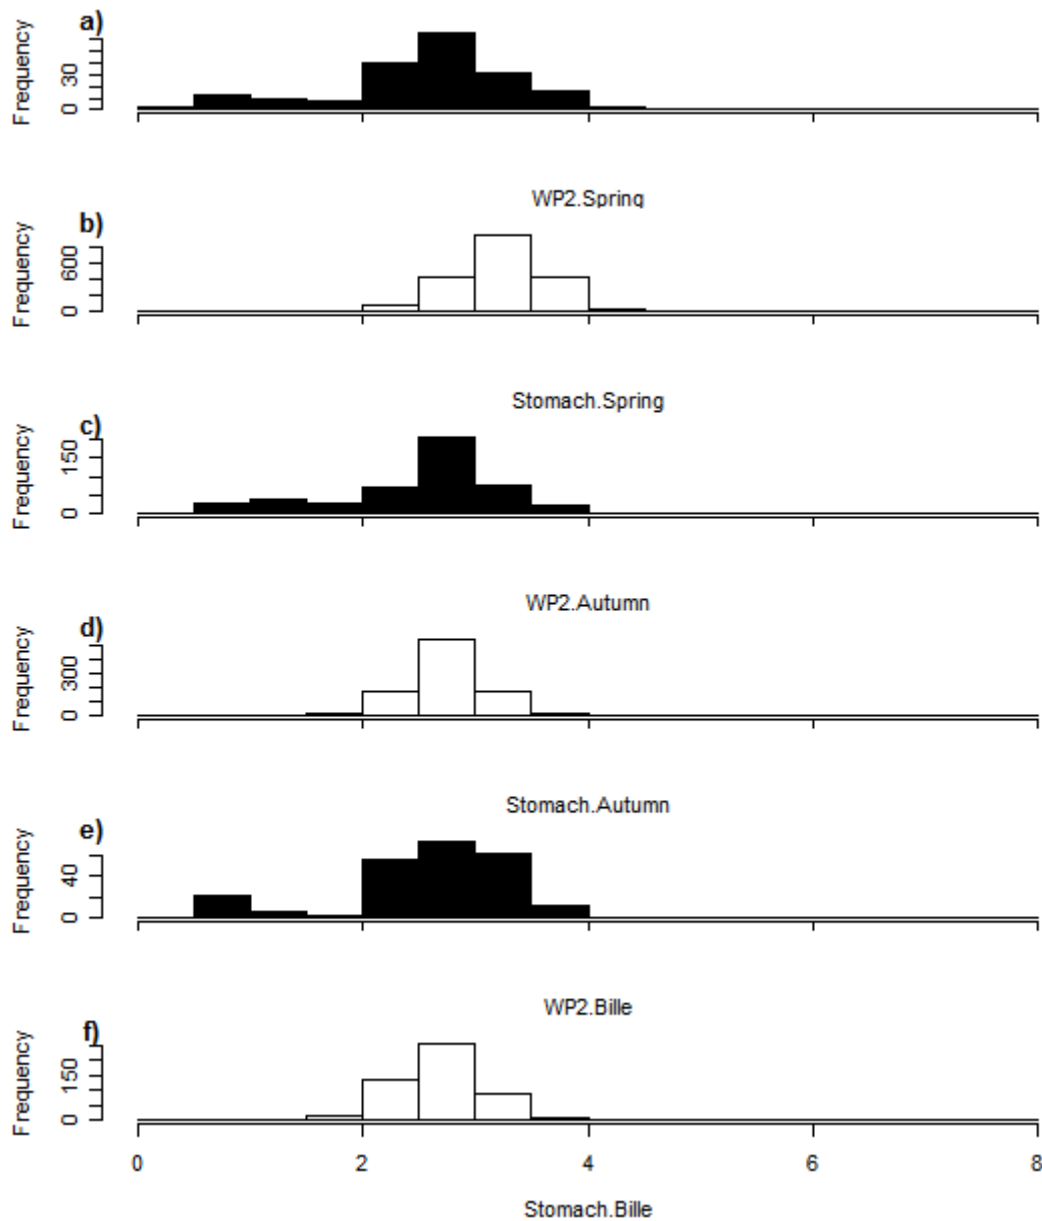 a)
Frequency
0 30
WP2.Spring
b)
Frequency
0 600
Stomach.Spring
c)
Frequency
0 150
WP2.Autumn
d)
Frequency
0 300
Stomach.Autumn
e)
Frequency
0 40
WP2.Bille
f)
Frequency
0 150
0 2 4 6 8
Stomach.Bille